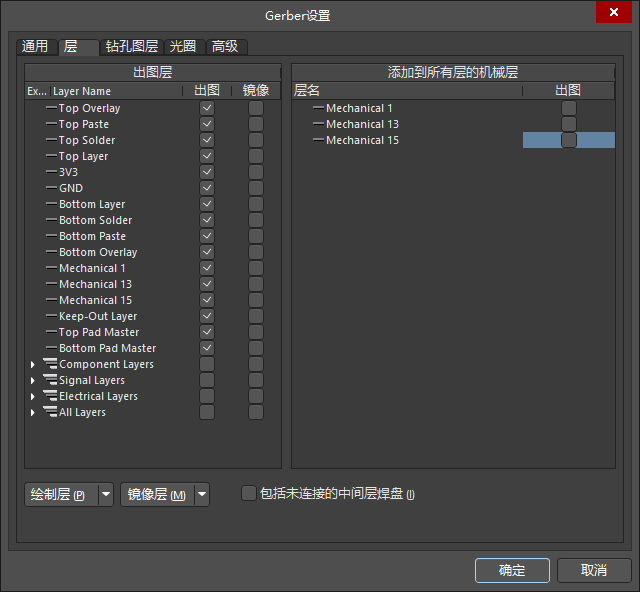 Gerber设置
通用 层 钻孔图层 光圈 高级
出图层
Ex... Layer Name 出图 镜像
Top Overlay
Top Paste
Top Solder
Top Layer
3V3
GND
Bottom Layer
Bottom Solder
Bottom Paste
Bottom Overlay
Mechanical 1
Mechanical 13
Mechanical 15
Keep-Out Layer
Top Pad Master
Bottom Pad Master
Component Layers
Signal Layers
Electrical Layers
All Layers
添加到所有层的机械层
层名 出图
Mechanical 1
Mechanical 13
Mechanical 15
绘制层 (P) 镜像层 (M) 包括未连接的中间层焊盘 (I)
确定 取消